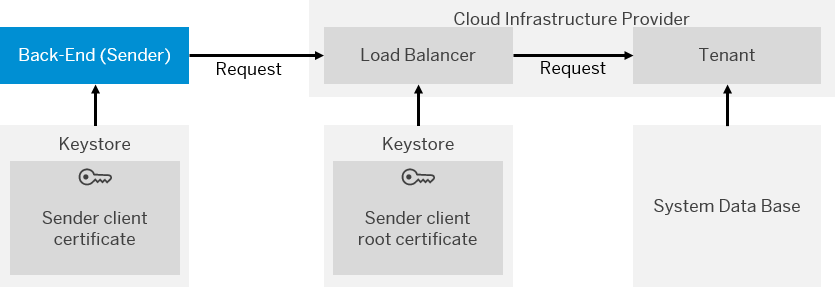 Cloud Infrastructure Provider
Back-End (Sender)
Request
Load Balancer
Request
Tenant
Keystore
Sender client
certificate
Keystore
Sender client
root certificate
System Data Base